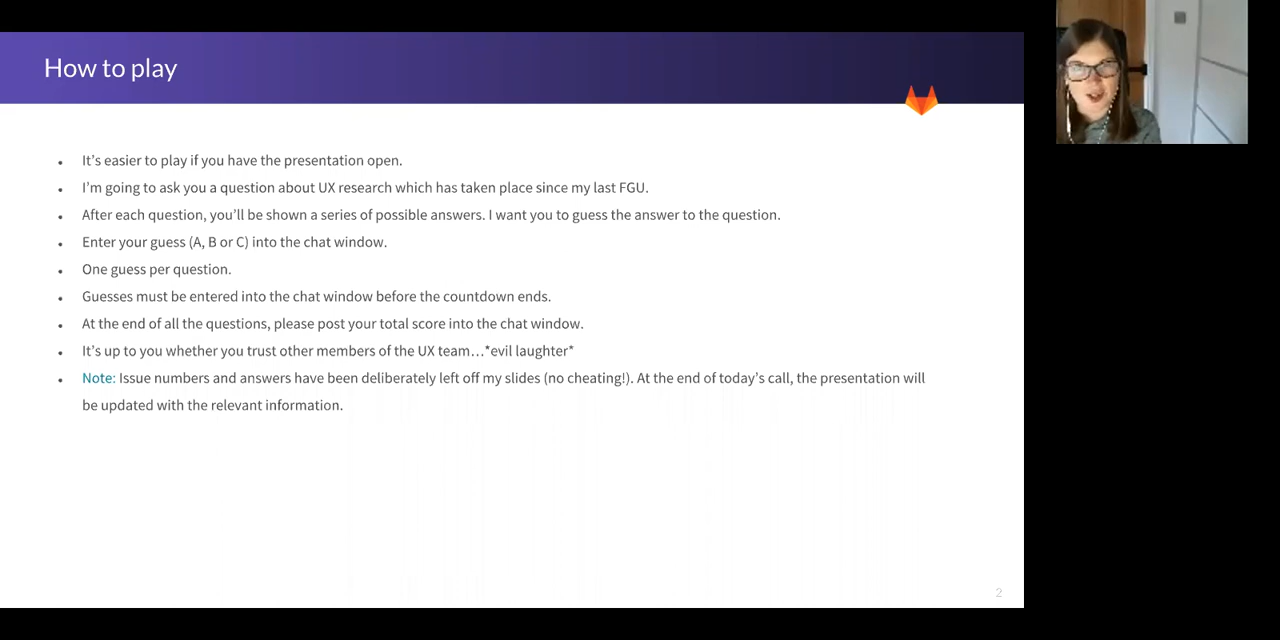 How to play
It’s easier to play if you have the presentation open.
I’m going to ask you a question about UX research which has taken place since my last FGU.
After each question, you’ll be shown a series of possible answers. I want you to guess the answer to the question.
Enter your guess (A, B or C) into the chat window.
One guess per question.
Guesses must be entered into the chat window before the countdown ends.
At the end of all the questions, please post your total score into the chat window.
It’s up to you whether you trust other members of the UX team…*evil laughter*
Note: Issue numbers and answers have been deliberately left off my slides (no cheating!). At the end of today’s call, the presentation will
be updated with the relevant information.
2